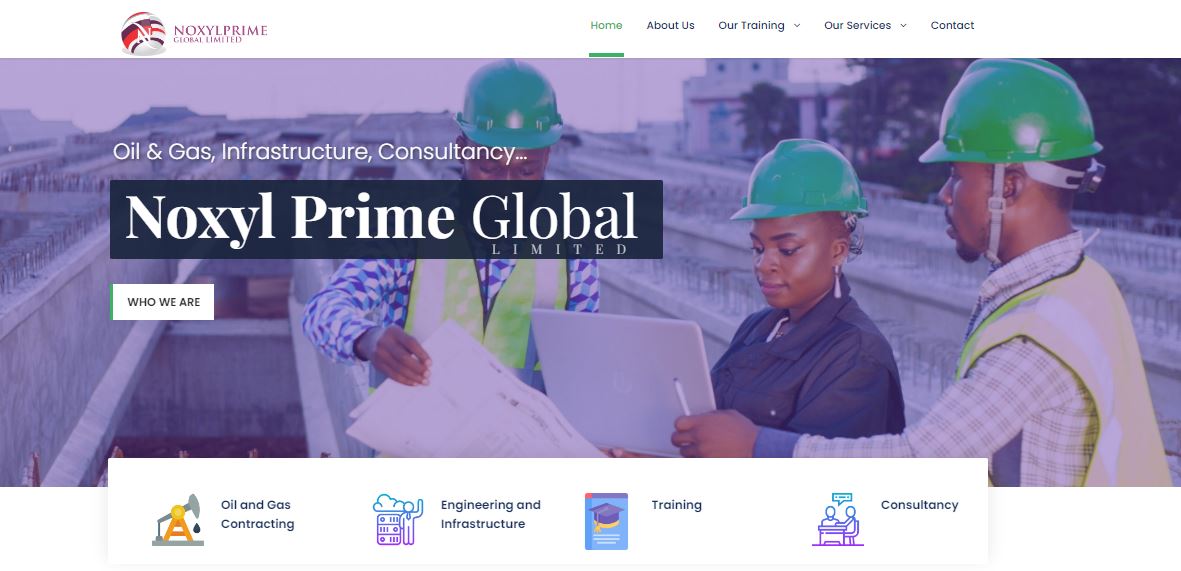 NOXYLPRIME
GLOBAL LIMITED
Home About Us Our Training Our Services Contact
Oil & Gas, Infrastructure, Consultancy...
Noxyl Prime Global
LIMITED
WHO WE ARE
Oil and Gas
Contracting
Engineering and
Infrastructure
Training
Consultancy